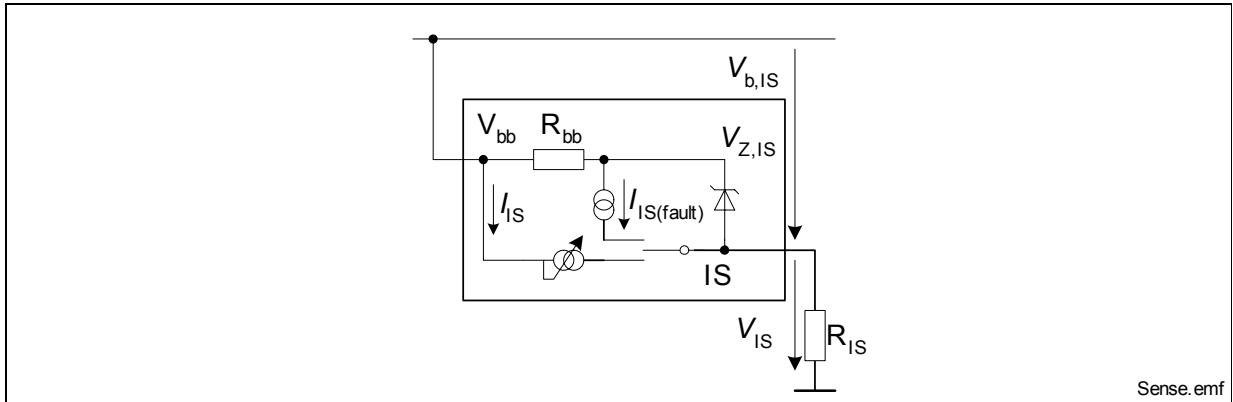 V b,IS
V bb R bb V Z,IS
I IS I IS(fault)
IS
V IS R IS
Sense.emf